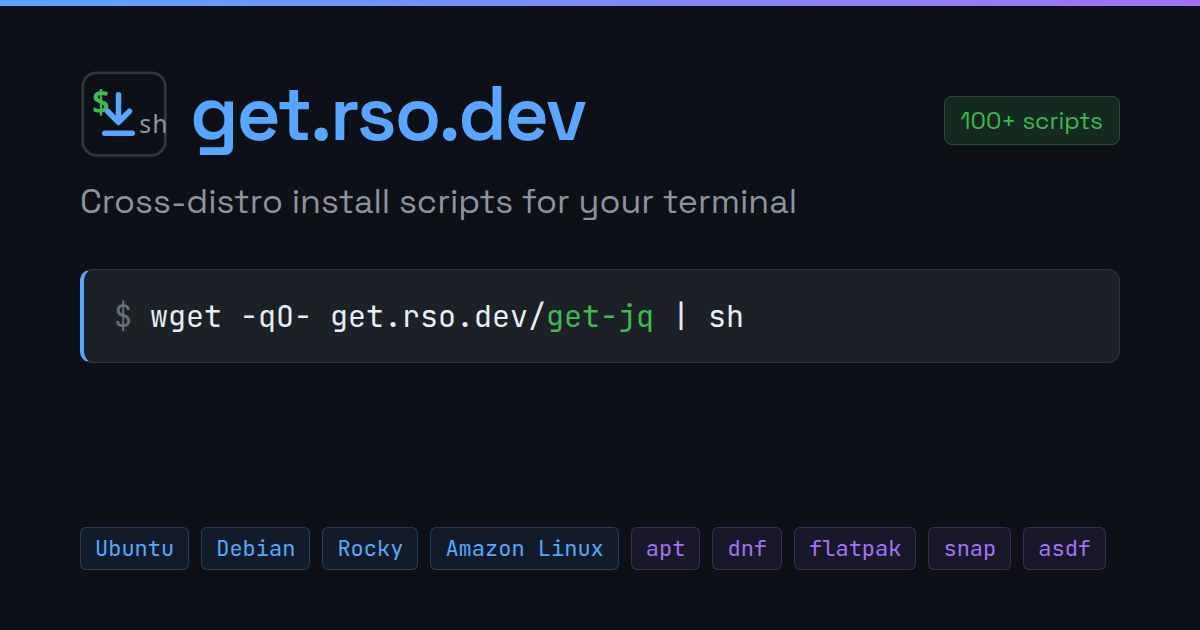 $ sh get.rso.dev 100+ scripts
Cross-distro install scripts for your terminal
$ wget -qO- get.rso.dev/get-jq | sh
Ubuntu Debian Rocky Amazon Linux apt dnf flatpak snap asdf